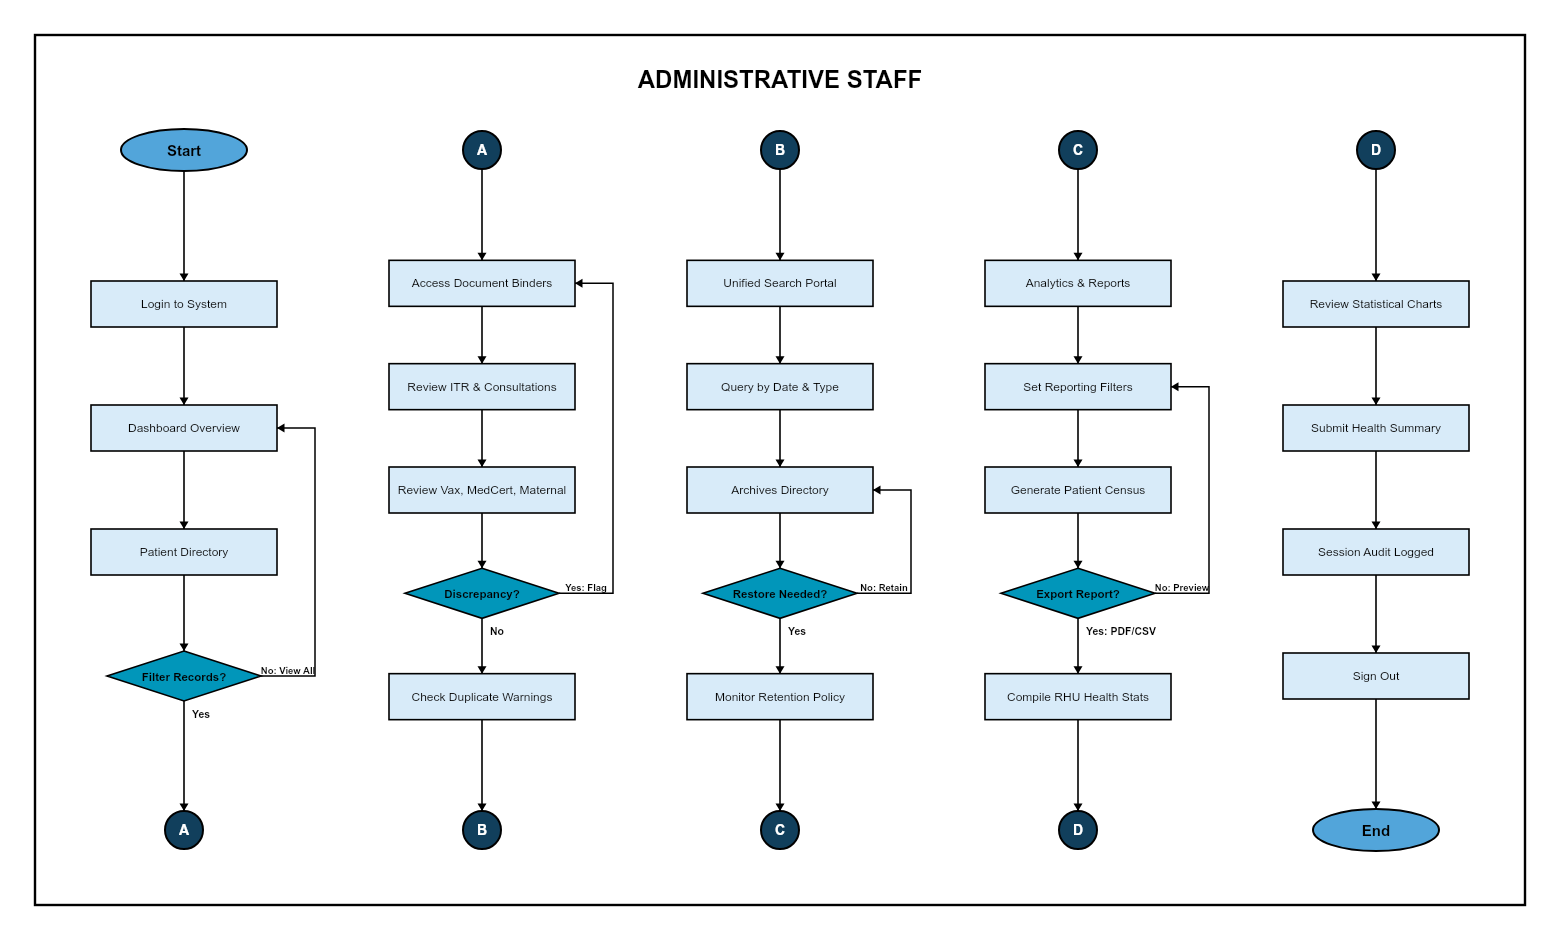 ADMINISTRATIVE STAFF
Start
Login to System
Dashboard Overview
Patient Directory
Filter Records?
No: View All
Yes
A
A
Access Document Binders
Review ITR & Consultations
Review Vax, MedCert, Maternal
Discrepancy?
Yes: Flag
No
Check Duplicate Warnings
B
B
Unified Search Portal
Query by Date & Type
Archives Directory
Restore Needed?
No: Retain
Yes
Monitor Retention Policy
C
C
Analytics & Reports
Set Reporting Filters
Generate Patient Census
Export Report?
No: Preview
Yes: PDF/CSV
Compile RHU Health Stats
D
D
Review Statistical Charts
Submit Health Summary
Session Audit Logged
Sign Out
End